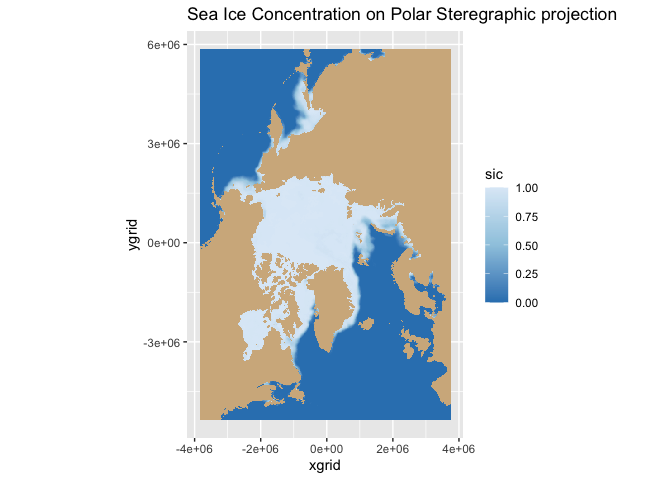 Sea Ice Concentration on Polar Steregraphic projection
6e+06
3e+06
0e+00
-3e+06
ygrid
-4e+06 -2e+06 0e+00 2e+06 4e+06
xgrid
sic
1.00
0.75
0.50
0.25
0.00